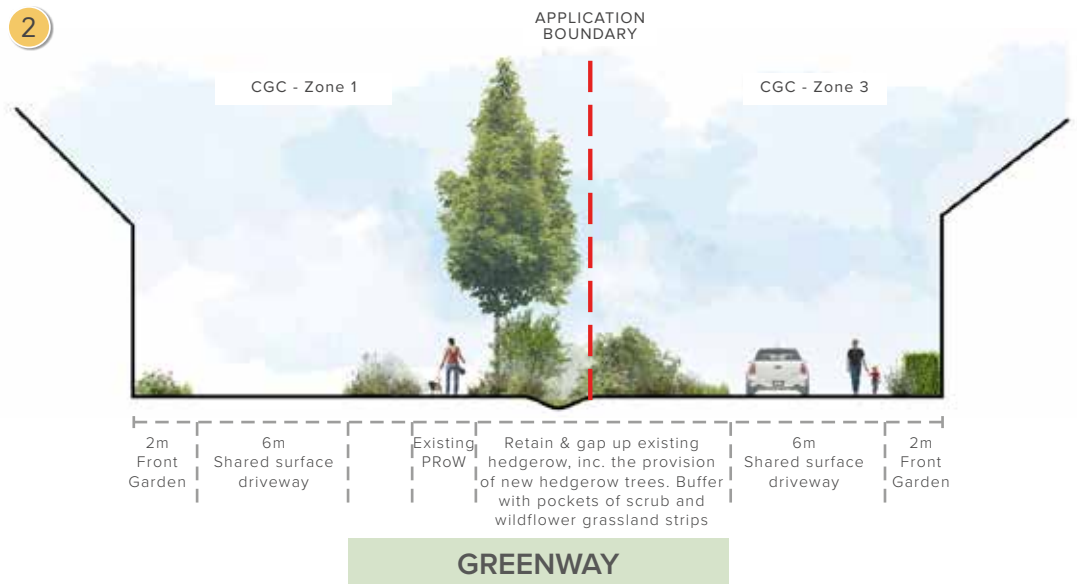 2
APPLICATION
BOUNDARY
CGC - Zone 1
CGC - Zone 3
2m
Front
Garden
6m
Shared surface
driveway
Existing
PRoW
Retain & gap up existing
hedgerow, inc. the provision
of new hedgerow trees. Buffer
with pockets of scrub and
wildflower grassland strips
6m
Shared surface
driveway
2m
Front
Garden
GREENWAY